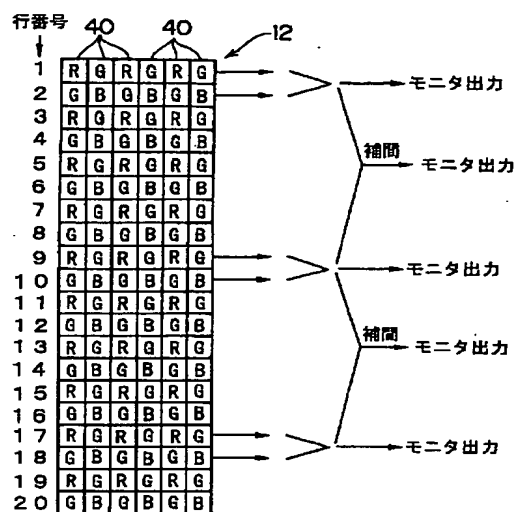 行番号 40 40 12
1 R G R G R G モニタ出力
2 G B G B G B
3 R G R G R G
4 G B G B G B 補間
5 R G R G R G モニタ出力
6 G B G B G B
7 R G R G R G
8 G B G B G B
9 R G R G R G モニタ出力
10 G B G B G B
11 R G R G R G
12 G B G B G B 補間
13 R G R G R G モニタ出力
14 G B G B G B
15 R G R G R G
16 G B G B G B
17 R G R G R G モニタ出力
18 G B G B G B
19 R G R G R G
20 G B G B G B